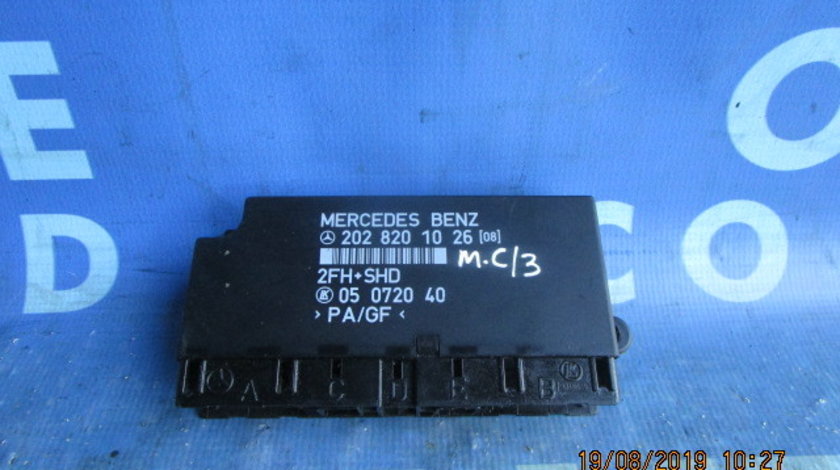 MERCEDES BENZ
202 820 10 26 [08]
M.C/3
2FH+SHD
05 0720 40
> PA/GF <
A C D E B
19/08/2019 10:27